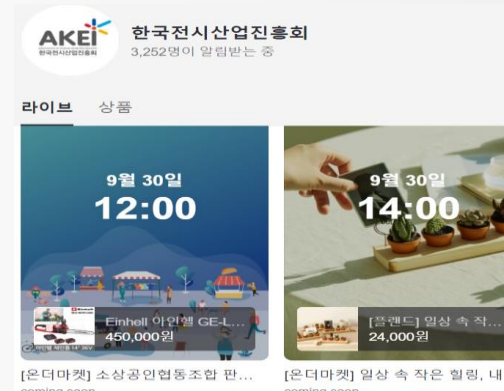 AKEI
한국전시산업진흥회
한국전시산업진흥회
3,252명이 알림받는 중
라이브 상품
9월 30일
12:00
Einhell 아인헬 GE-L...
450,000원
[온더마켓] 소상공인협동조합 판...
coming soon
9월 30일
14:00
[플랜드] 일상 속 작...
24,000원
[온더마켓] 일상 속 작은 힐링, 나
coming soon